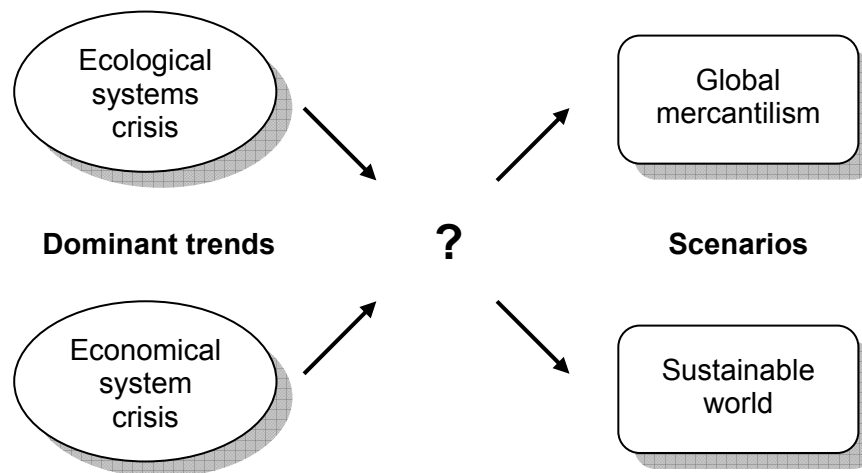 Ecological
systems
crisis
Global
mercantilism
Dominant trends
?
Scenarios
Economical
system
crisis
Sustainable
world